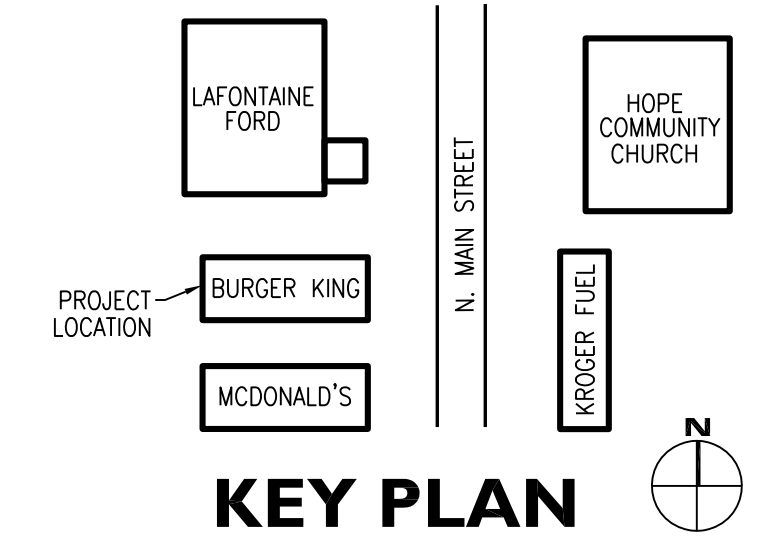 LAFONTAINE
FORD
HOPE
COMMUNITY
CHURCH
N. MAIN STREET
PROJECT
LOCATION
BURGER KING
KROGER FUEL
MCDONALD'S
KEY PLAN
N